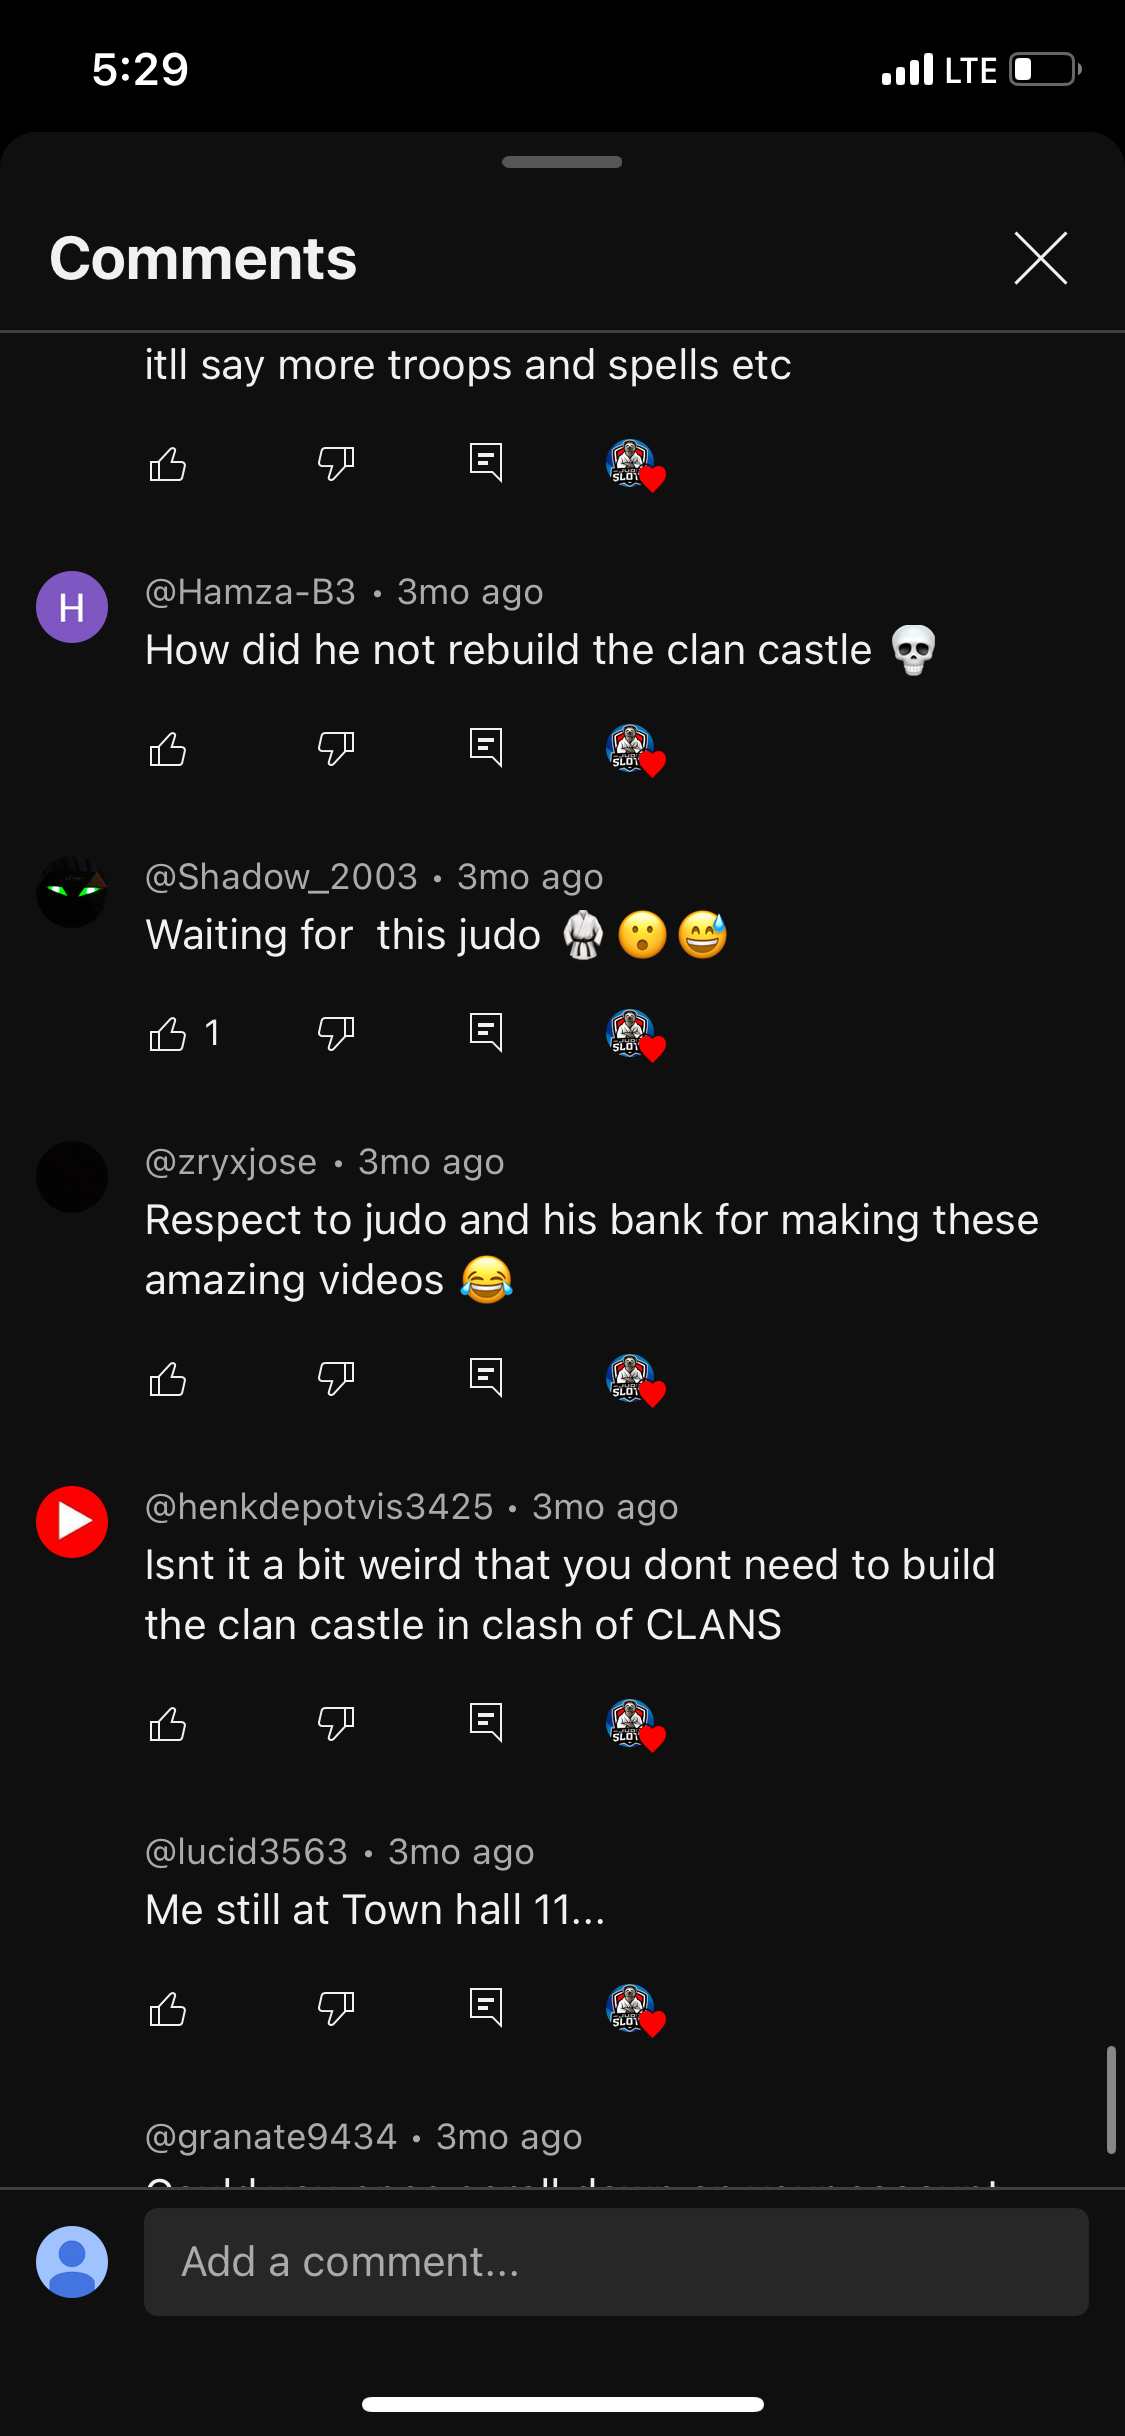 5:29
LTE
Comments
itll say more troops and spells etc
H
@Hamza-B3 • 3mo ago
How did he not rebuild the clan castle 💀
@Shadow_2003 • 3mo ago
Waiting for  this judo 🥋😮😅
1
@zryxjose • 3mo ago
Respect to judo and his bank for making these
amazing videos 😂
@henkdepotvis3425 • 3mo ago
Isnt it a bit weird that you dont need to build
the clan castle in clash of CLANS
@lucid3563 • 3mo ago
Me still at Town hall 11...
@granate9434 • 3mo ago
Add a comment...